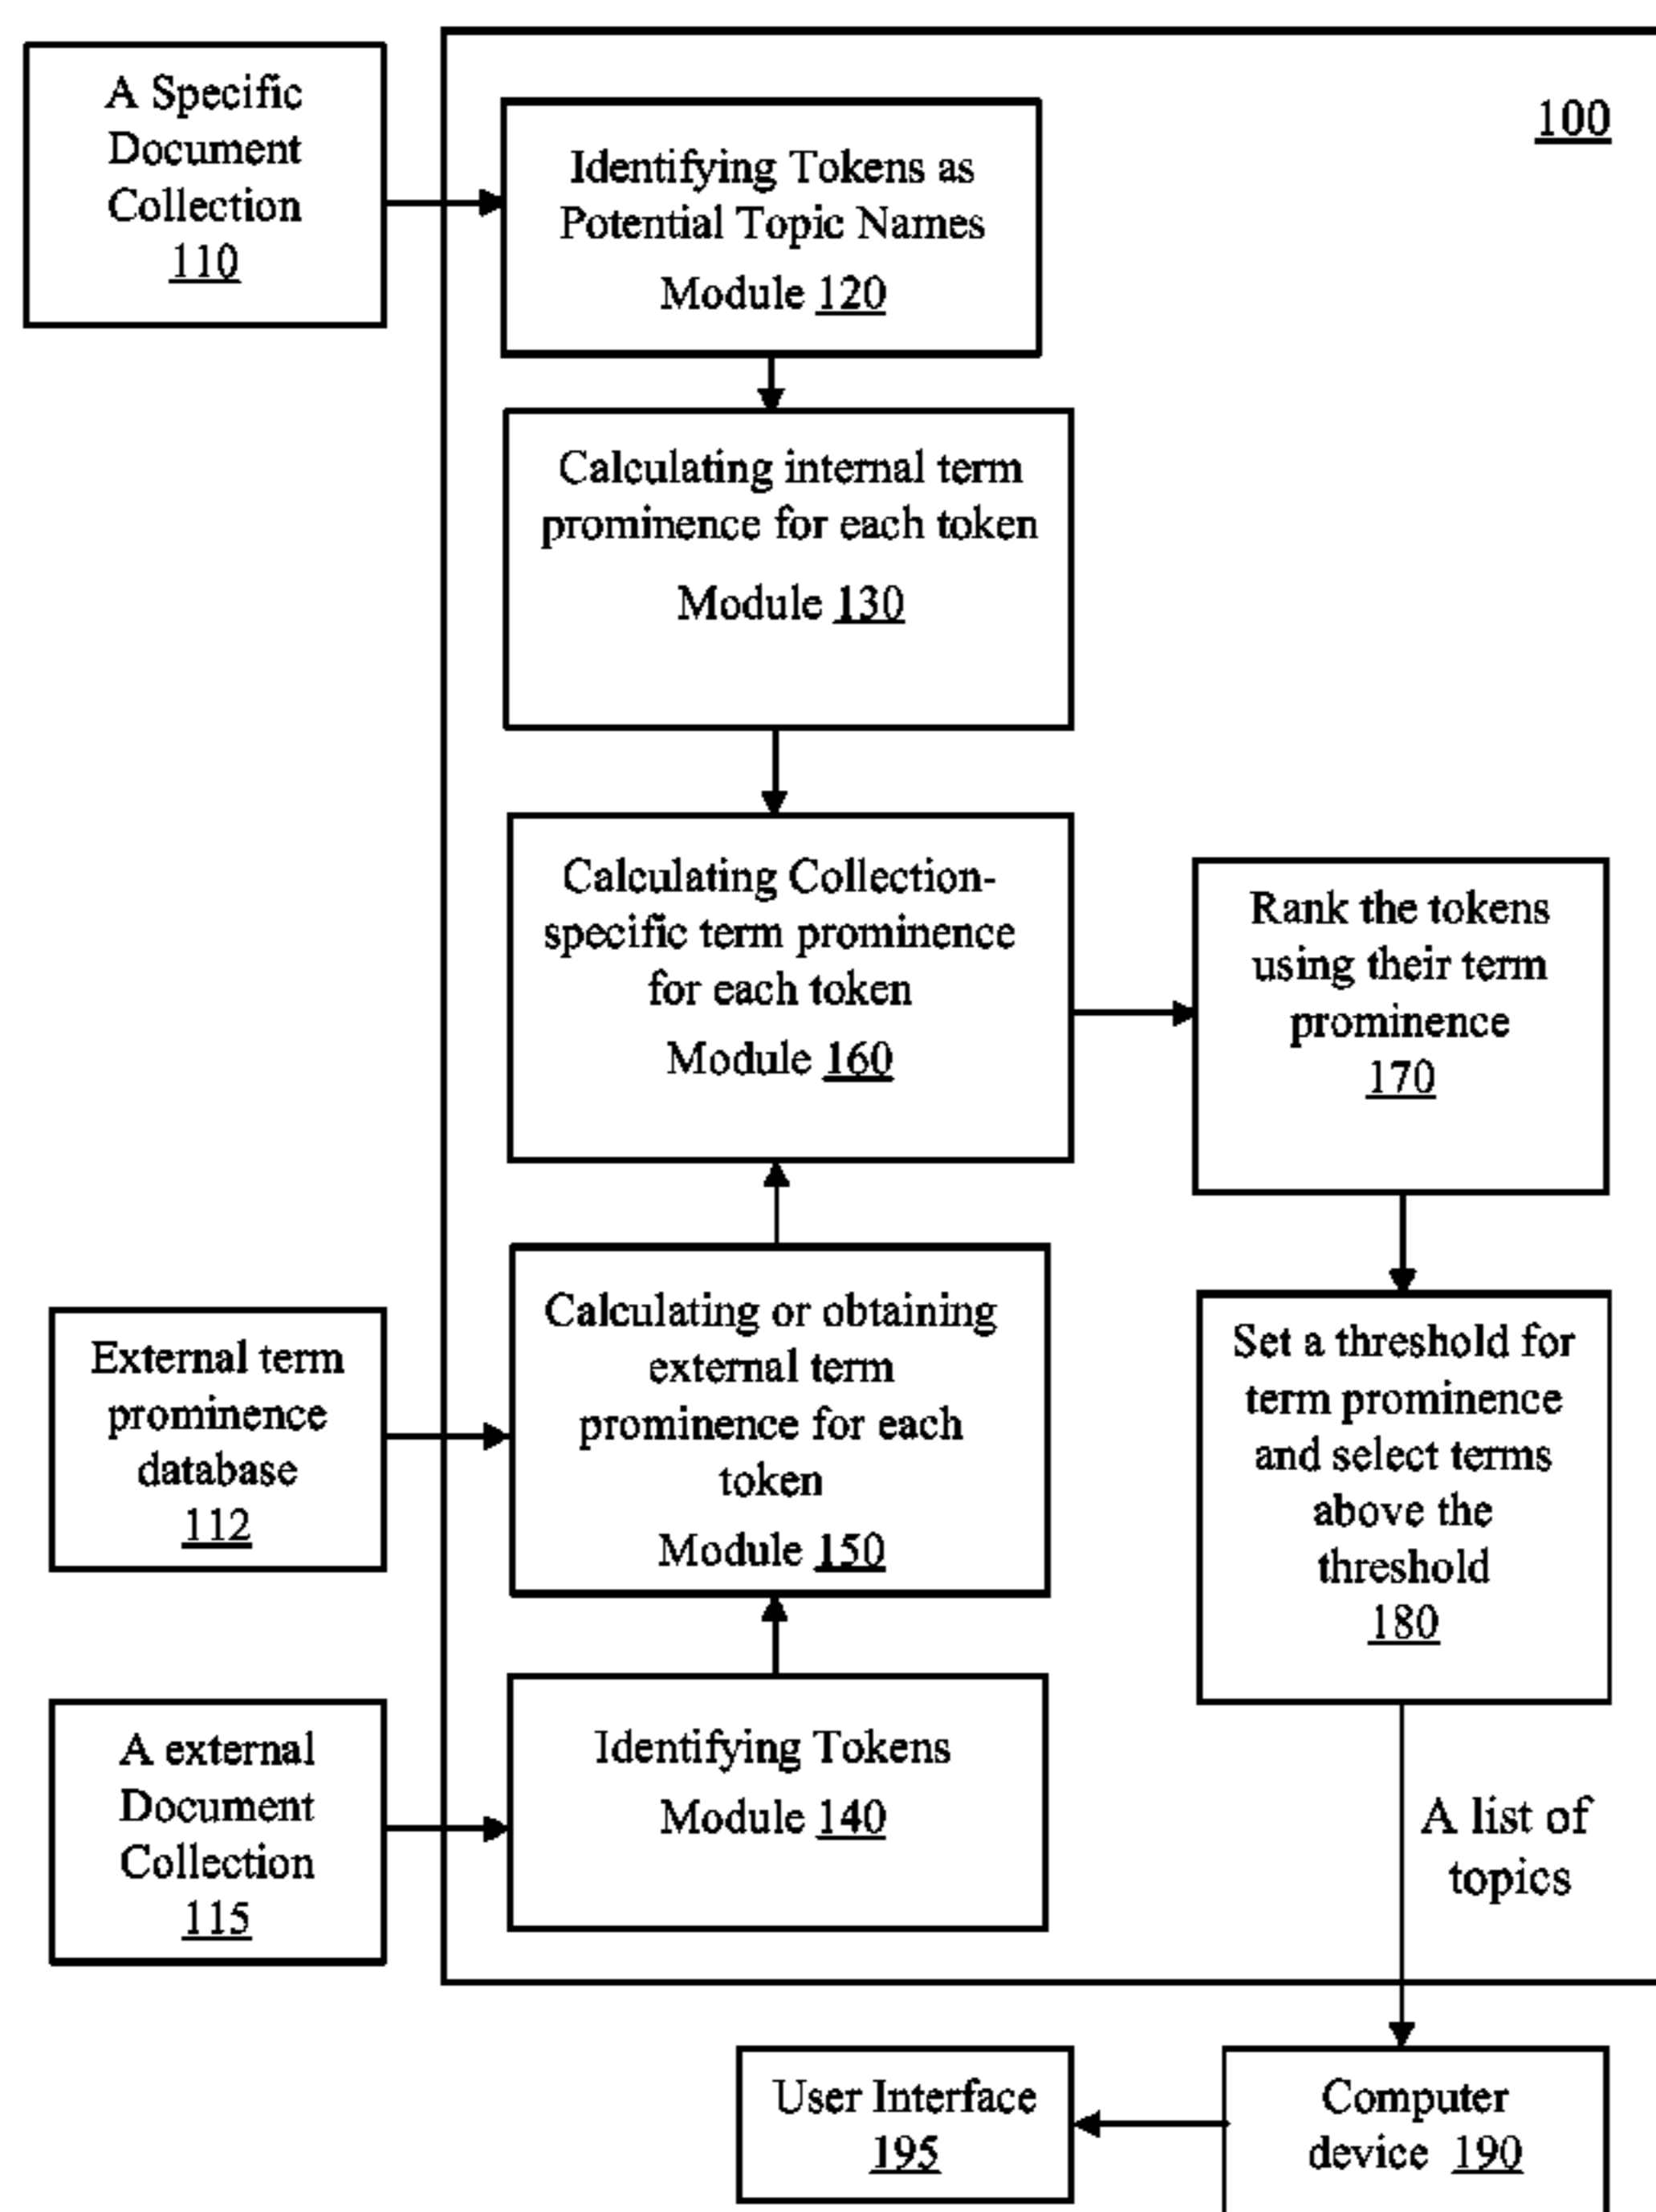 A Specific
Document
Collection
110
100
Identifying Tokens as
Potential Topic Names
Module 120
Calculating internal term
prominence for each token
Module 130
Calculating Collection-
specific term prominence
for each token
Module 160
Rank the tokens
using their term
prominence
170
External term
prominence
database
112
Calculating or obtaining
external term
prominence for each
token
Module 150
Set a threshold for
term prominence
and select terms
above the
threshold
180
A external
Document
Collection
115
Identifying Tokens
Module 140
A list of
topics
User Interface
195
Computer
device 190